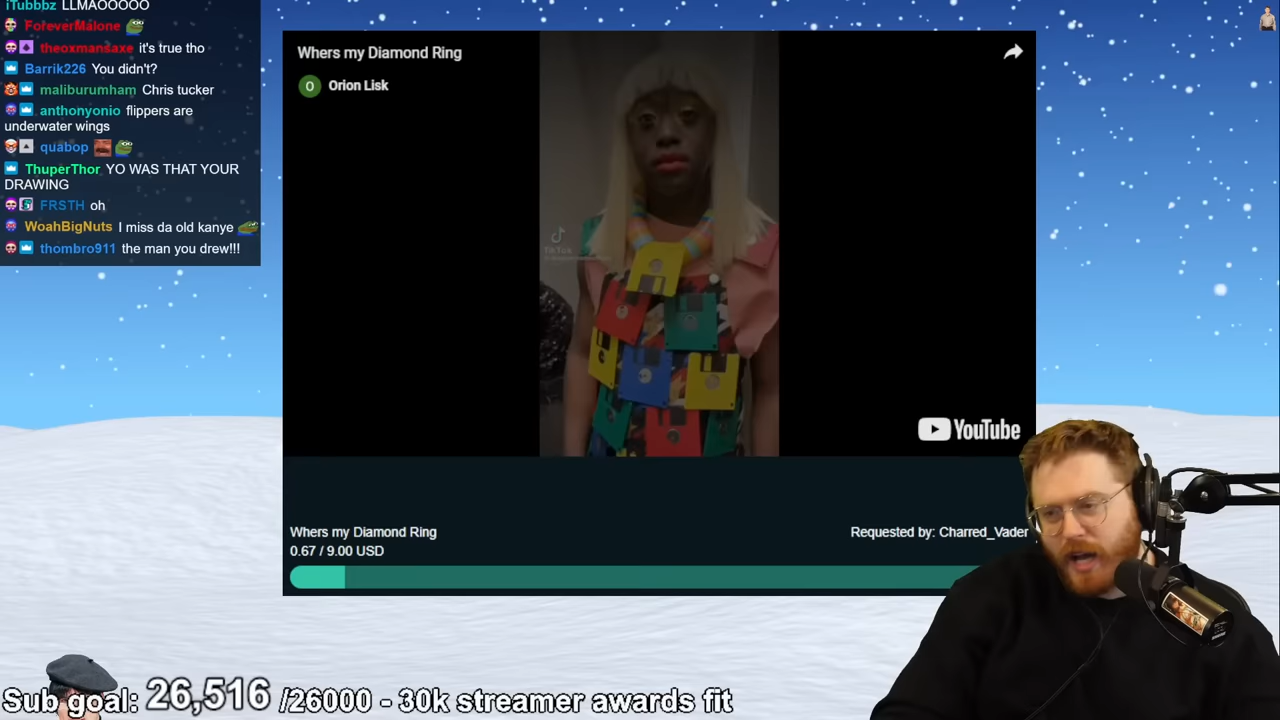 iTubbbz LLMAOOOOO
ForeverMalone
theoxmansaxe it's true tho
Barrik226 You didn't?
maliburumham Chris tucker
anthonyonio flippers are
underwater wings
quabop
ThuperThor YO WAS THAT YOUR
DRAWING
FRSTH oh
WoahBigNuts I miss da old kanye
thombro911 the man you drew!!!
Whers my Diamond Ring
O Orion Lisk
TikTok
YouTube
Whers my Diamond Ring
Requested by: Charred_Vader
0.67 / 9.00 USD
Sub goal: 26,516 /26000 - 30k streamer awards fit